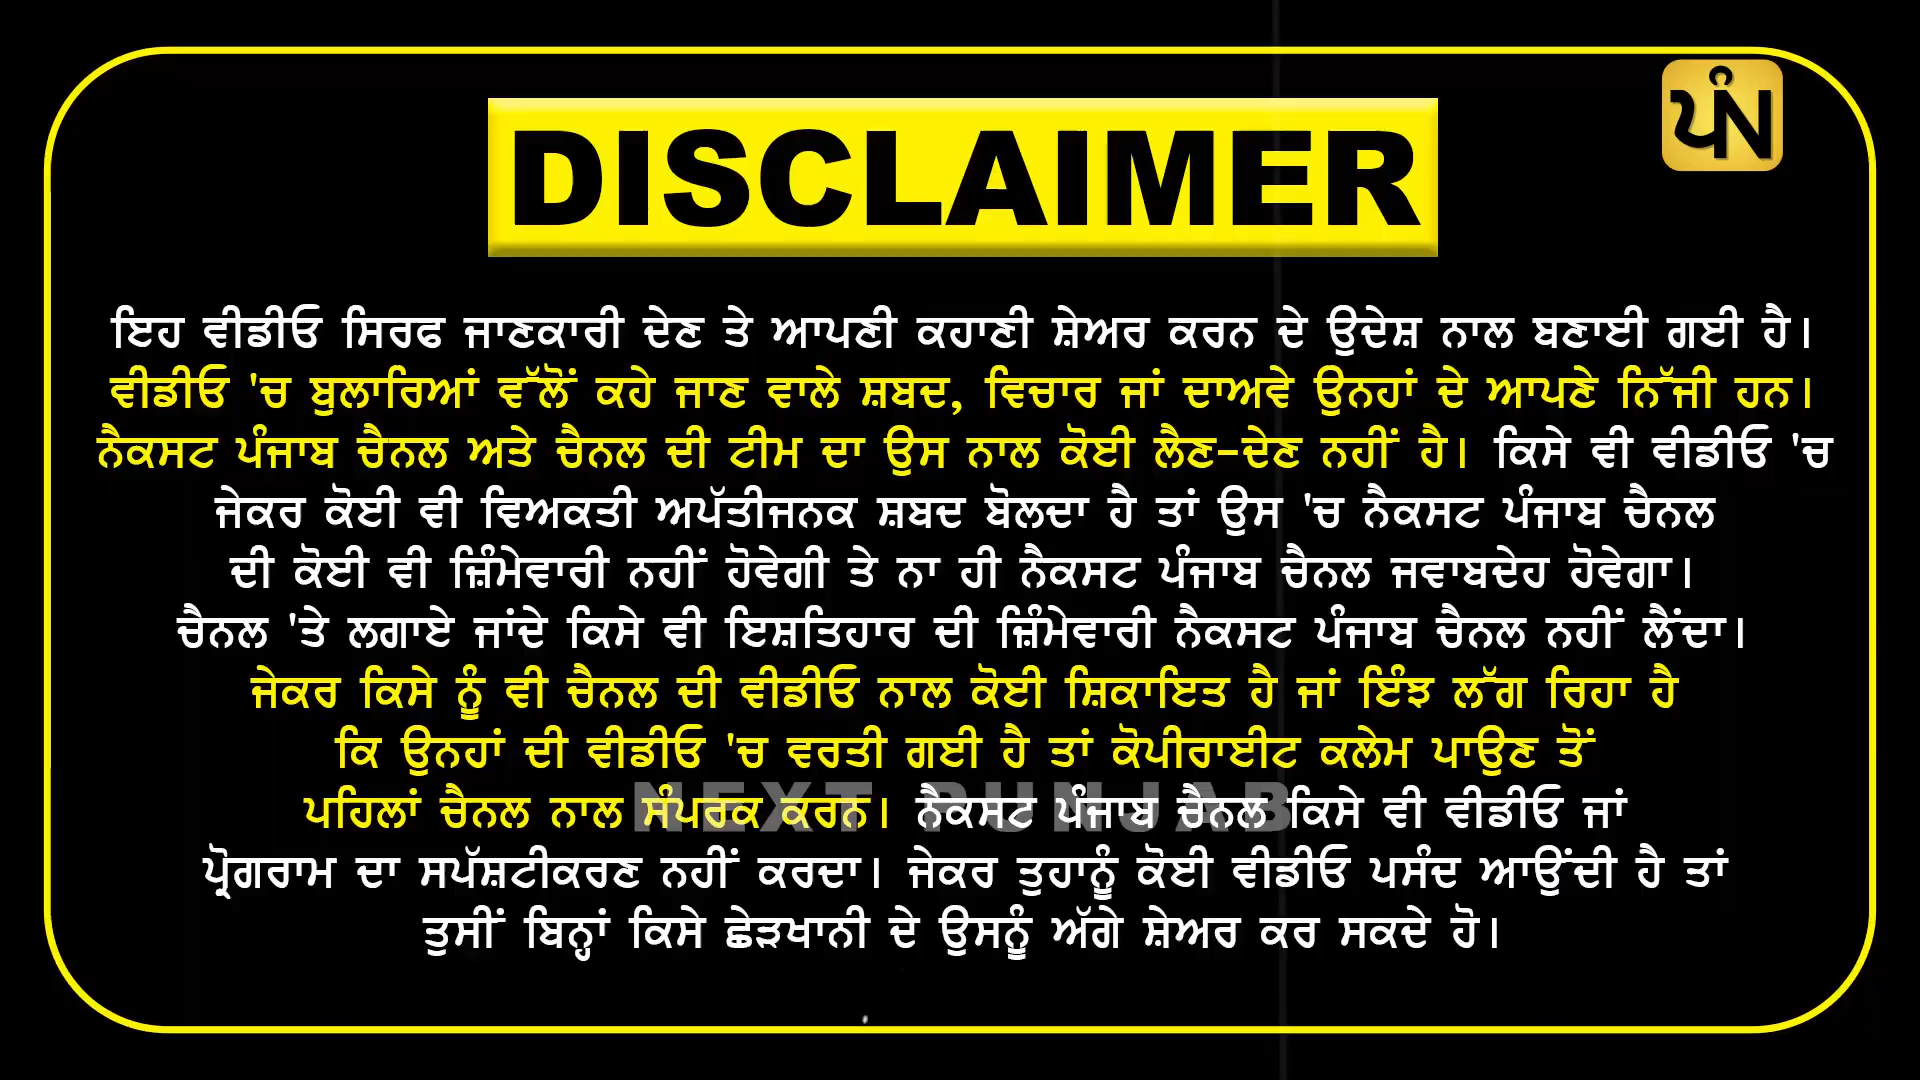 ਪੰN
DISCLAIMER
ਇਹ ਵੀਡੀਓ ਸਿਰਫ ਜਾਣਕਾਰੀ ਦੇਣ ਤੇ ਆਪਣੀ ਕਹਾਣੀ ਸ਼ੇਅਰ ਕਰਨ ਦੇ ਉਦੇਸ਼ ਨਾਲ ਬਣਾਈ ਗਈ ਹੈ।
ਵੀਡੀਓ 'ਚ ਬੁਲਾਰਿਆਂ ਵੱਲੋਂ ਕਹੇ ਜਾਣ ਵਾਲੇ ਸ਼ਬਦ, ਵਿਚਾਰ ਜਾਂ ਦਾਅਵੇ ਉਨਹਾਂ ਦੇ ਆਪਣੇ ਨਿੱਜੀ ਹਨ।
ਨੈਕਸਟ ਪੰਜਾਬ ਚੈਨਲ ਅਤੇ ਚੈਨਲ ਦੀ ਟੀਮ ਦਾ ਉਸ ਨਾਲ ਕੋਈ ਲੈਣ-ਦੇਣ ਨਹੀਂ ਹੈ। ਕਿਸੇ ਵੀ ਵੀਡੀਓ 'ਚ
ਜੇਕਰ ਕੋਈ ਵੀ ਵਿਅਕਤੀ ਅਪੱਤੀਜਨਕ ਸ਼ਬਦ ਬੋਲਦਾ ਹੈ ਤਾਂ ਉਸ 'ਚ ਨੈਕਸਟ ਪੰਜਾਬ ਚੈਨਲ
ਦੀ ਕੋਈ ਵੀ ਜ਼ਿੰਮੇਵਾਰੀ ਨਹੀਂ ਹੋਵੇਗੀ ਤੇ ਨਾ ਹੀ ਨੈਕਸਟ ਪੰਜਾਬ ਚੈਨਲ ਜਵਾਬਦੇਹ ਹੋਵੇਗਾ।
ਚੈਨਲ 'ਤੇ ਲਗਾਏ ਜਾਂਦੇ ਕਿਸੇ ਵੀ ਇਸ਼ਤਿਹਾਰ ਦੀ ਜ਼ਿੰਮੇਵਾਰੀ ਨੈਕਸਟ ਪੰਜਾਬ ਚੈਨਲ ਨਹੀਂ ਲੈਂਦਾ।
ਜੇਕਰ ਕਿਸੇ ਨੂੰ ਵੀ ਚੈਨਲ ਦੀ ਵੀਡੀਓ ਨਾਲ ਕੋਈ ਸ਼ਿਕਾਇਤ ਹੈ ਜਾਂ ਇੰਝ ਲੱਗ ਰਿਹਾ ਹੈ
ਕਿ ਉਨਹਾਂ ਦੀ ਵੀਡੀਓ 'ਚ ਵਰਤੀ ਗਈ ਹੈ ਤਾਂ ਕੋਪੀਰਾਈਟ ਕਲੇਮ ਪਾਉਣ ਤੋਂ
ਪਹਿਲਾਂ ਚੈਨਲ ਨਾਲ ਸੰਪਰਕ ਕਰਨ। ਨੈਕਸਟ ਪੰਜਾਬ ਚੈਨਲ ਕਿਸੇ ਵੀ ਵੀਡੀਓ ਜਾਂ
NEXT PUNJAB
ਪ੍ਰੋਗਰਾਮ ਦਾ ਸਪੱਸ਼ਟੀਕਰਣ ਨਹੀਂ ਕਰਦਾ। ਜੇਕਰ ਤੁਹਾਨੂੰ ਕੋਈ ਵੀਡੀਓ ਪਸੰਦ ਆਉਂਦੀ ਹੈ ਤਾਂ
ਤੁਸੀਂ ਬਿਨ੍ਹਾਂ ਕਿਸੇ ਛੇੜਖਾਨੀ ਦੇ ਉਸਨੂੰ ਅੱਗੇ ਸ਼ੇਅਰ ਕਰ ਸਕਦੇ ਹੋ।